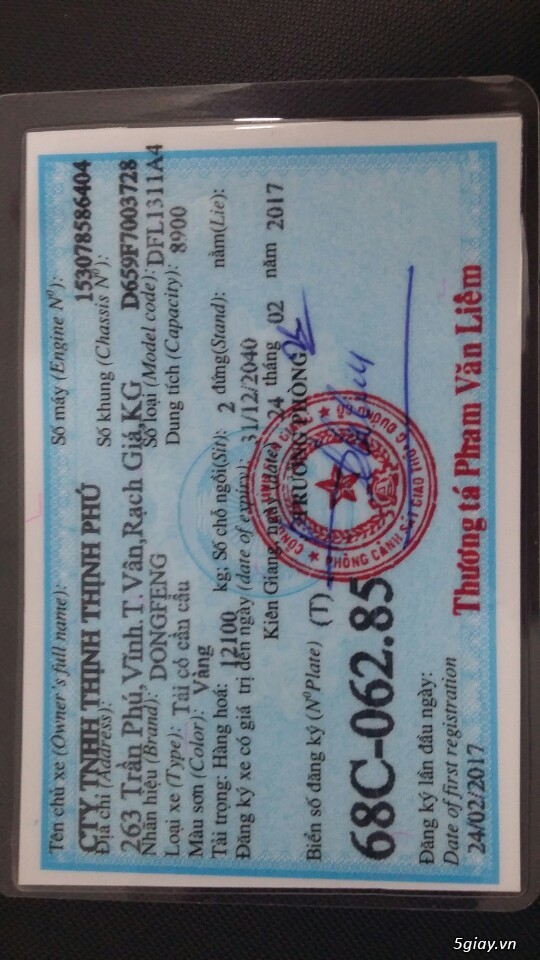 Tên chủ xe (Owner's full name): Số máy (Engine Nº):
CTY TNHH THỊNH THỊNH PHÚ 153078586404
Địa chỉ (Address): Số khung (Chassis Nº):
263 Trần Phú,Vĩnh.T.Vân,Rạch Giá,KG D659F7003728
Nhãn hiệu (Brand): DONGFENG Số loại (Model code): DFL1311A4
Loại xe (Type): Tải có cần cẩu Dung tích (Capacity): 8900
Màu sơn (Color): Vàng
Tải trọng: Hàng hoá: 12100 kg; Số chỗ ngồi(Sit): 2 đứng(Stand): nằm(Lie):
Đăng ký xe có giá trị đến ngày (date of expiry): 31/12/2040
Kiên Giang, ngày (date) 24 tháng 02 năm 2017
Biển số đăng ký (NºPlate) (T) TRƯỞNG PHÒNG
68C-062.85
PHÒNG CẢNH SÁT GIAO THÔNG
Đăng ký lần đầu ngày:
Date of first registration
24/02/2017
Thượng tá Phạm Văn Liêm
5giay.vn